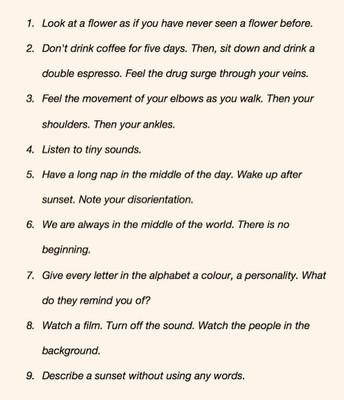 1. Look at a flower as if you have never seen a flower before.
2. Don't drink coffee for five days. Then, sit down and drink a
double espresso. Feel the drug surge through your veins.
3. Feel the movement of your elbows as you walk. Then your
shoulders. Then your ankles.
4. Listen to tiny sounds.
5. Have a long nap in the middle of the day. Wake up after
sunset. Note your disorientation.
6. We are always in the middle of the world. There is no
beginning.
7. Give every letter in the alphabet a colour, a personality. What
do they remind you of?
8. Watch a film. Turn off the sound. Watch the people in the
background.
9. Describe a sunset without using any words.